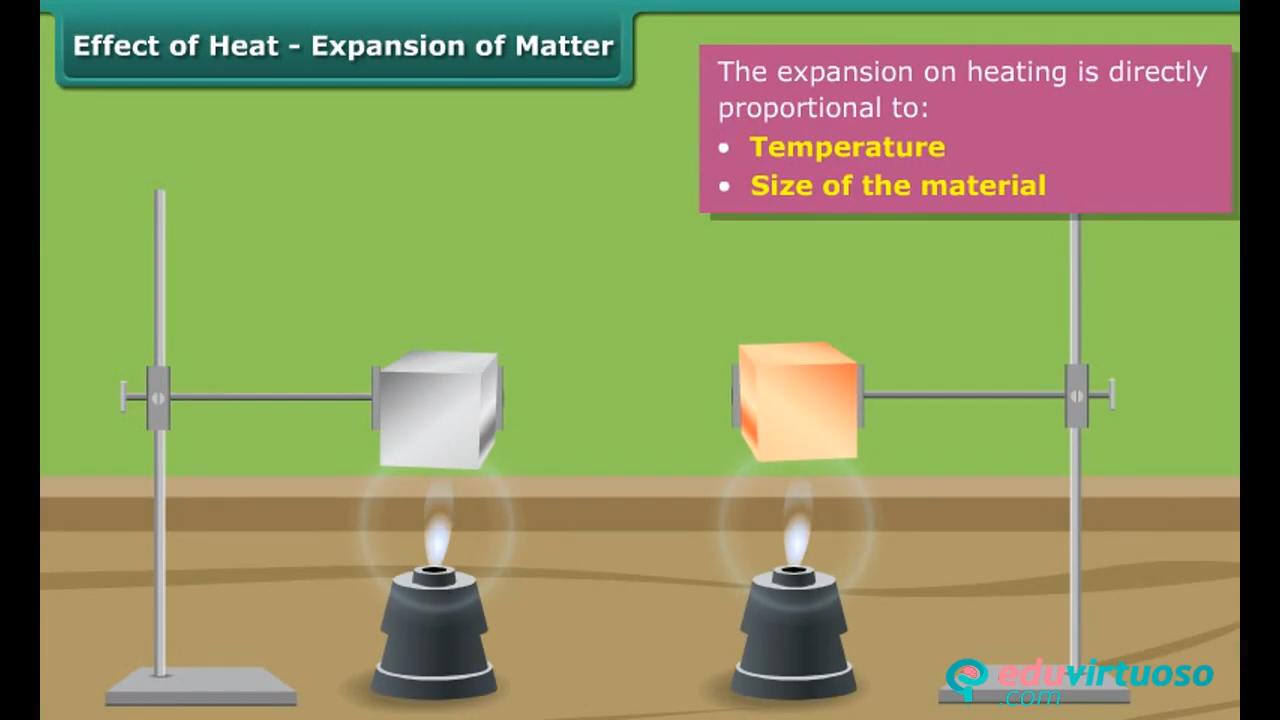 Effect of Heat - Expansion of Matter
The expansion on heating is directly
proportional to:
• Temperature
• Size of the material
eduvirtuoso
.com